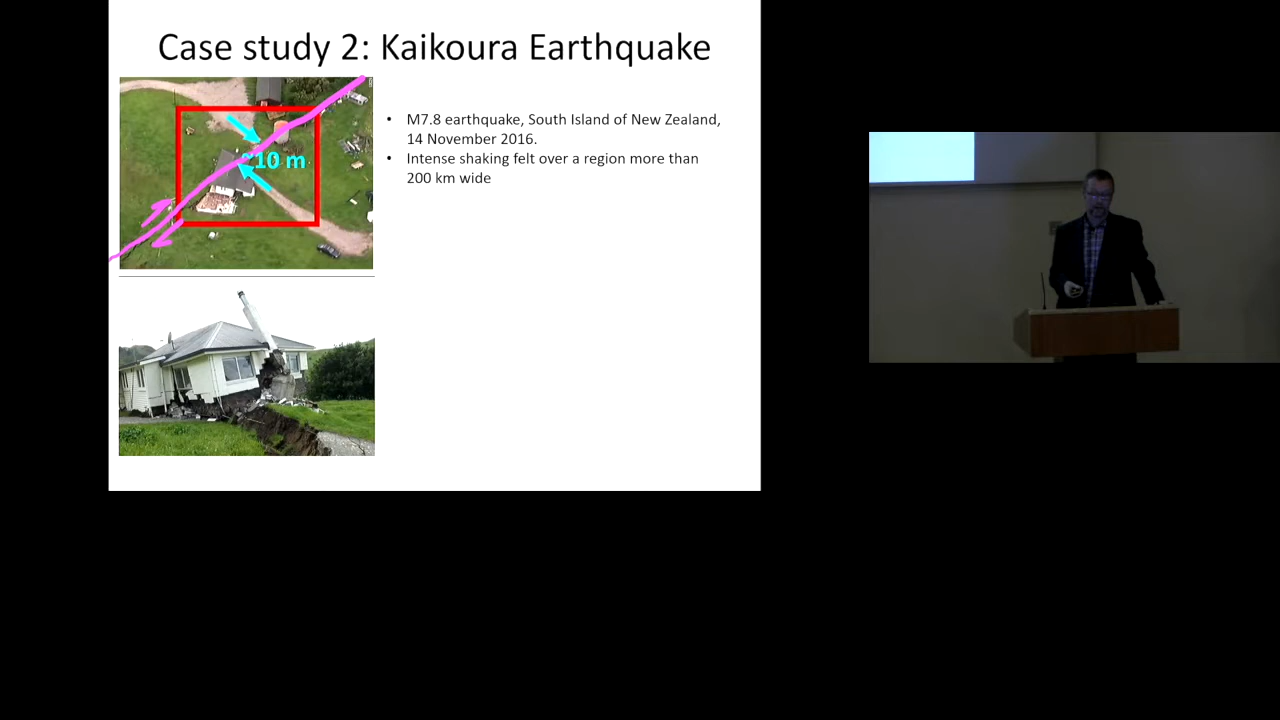 Case study 2: Kaikoura Earthquake
~10 m
• M7.8 earthquake, South Island of New Zealand,
14 November 2016.
• Intense shaking felt over a region more than
200 km wide